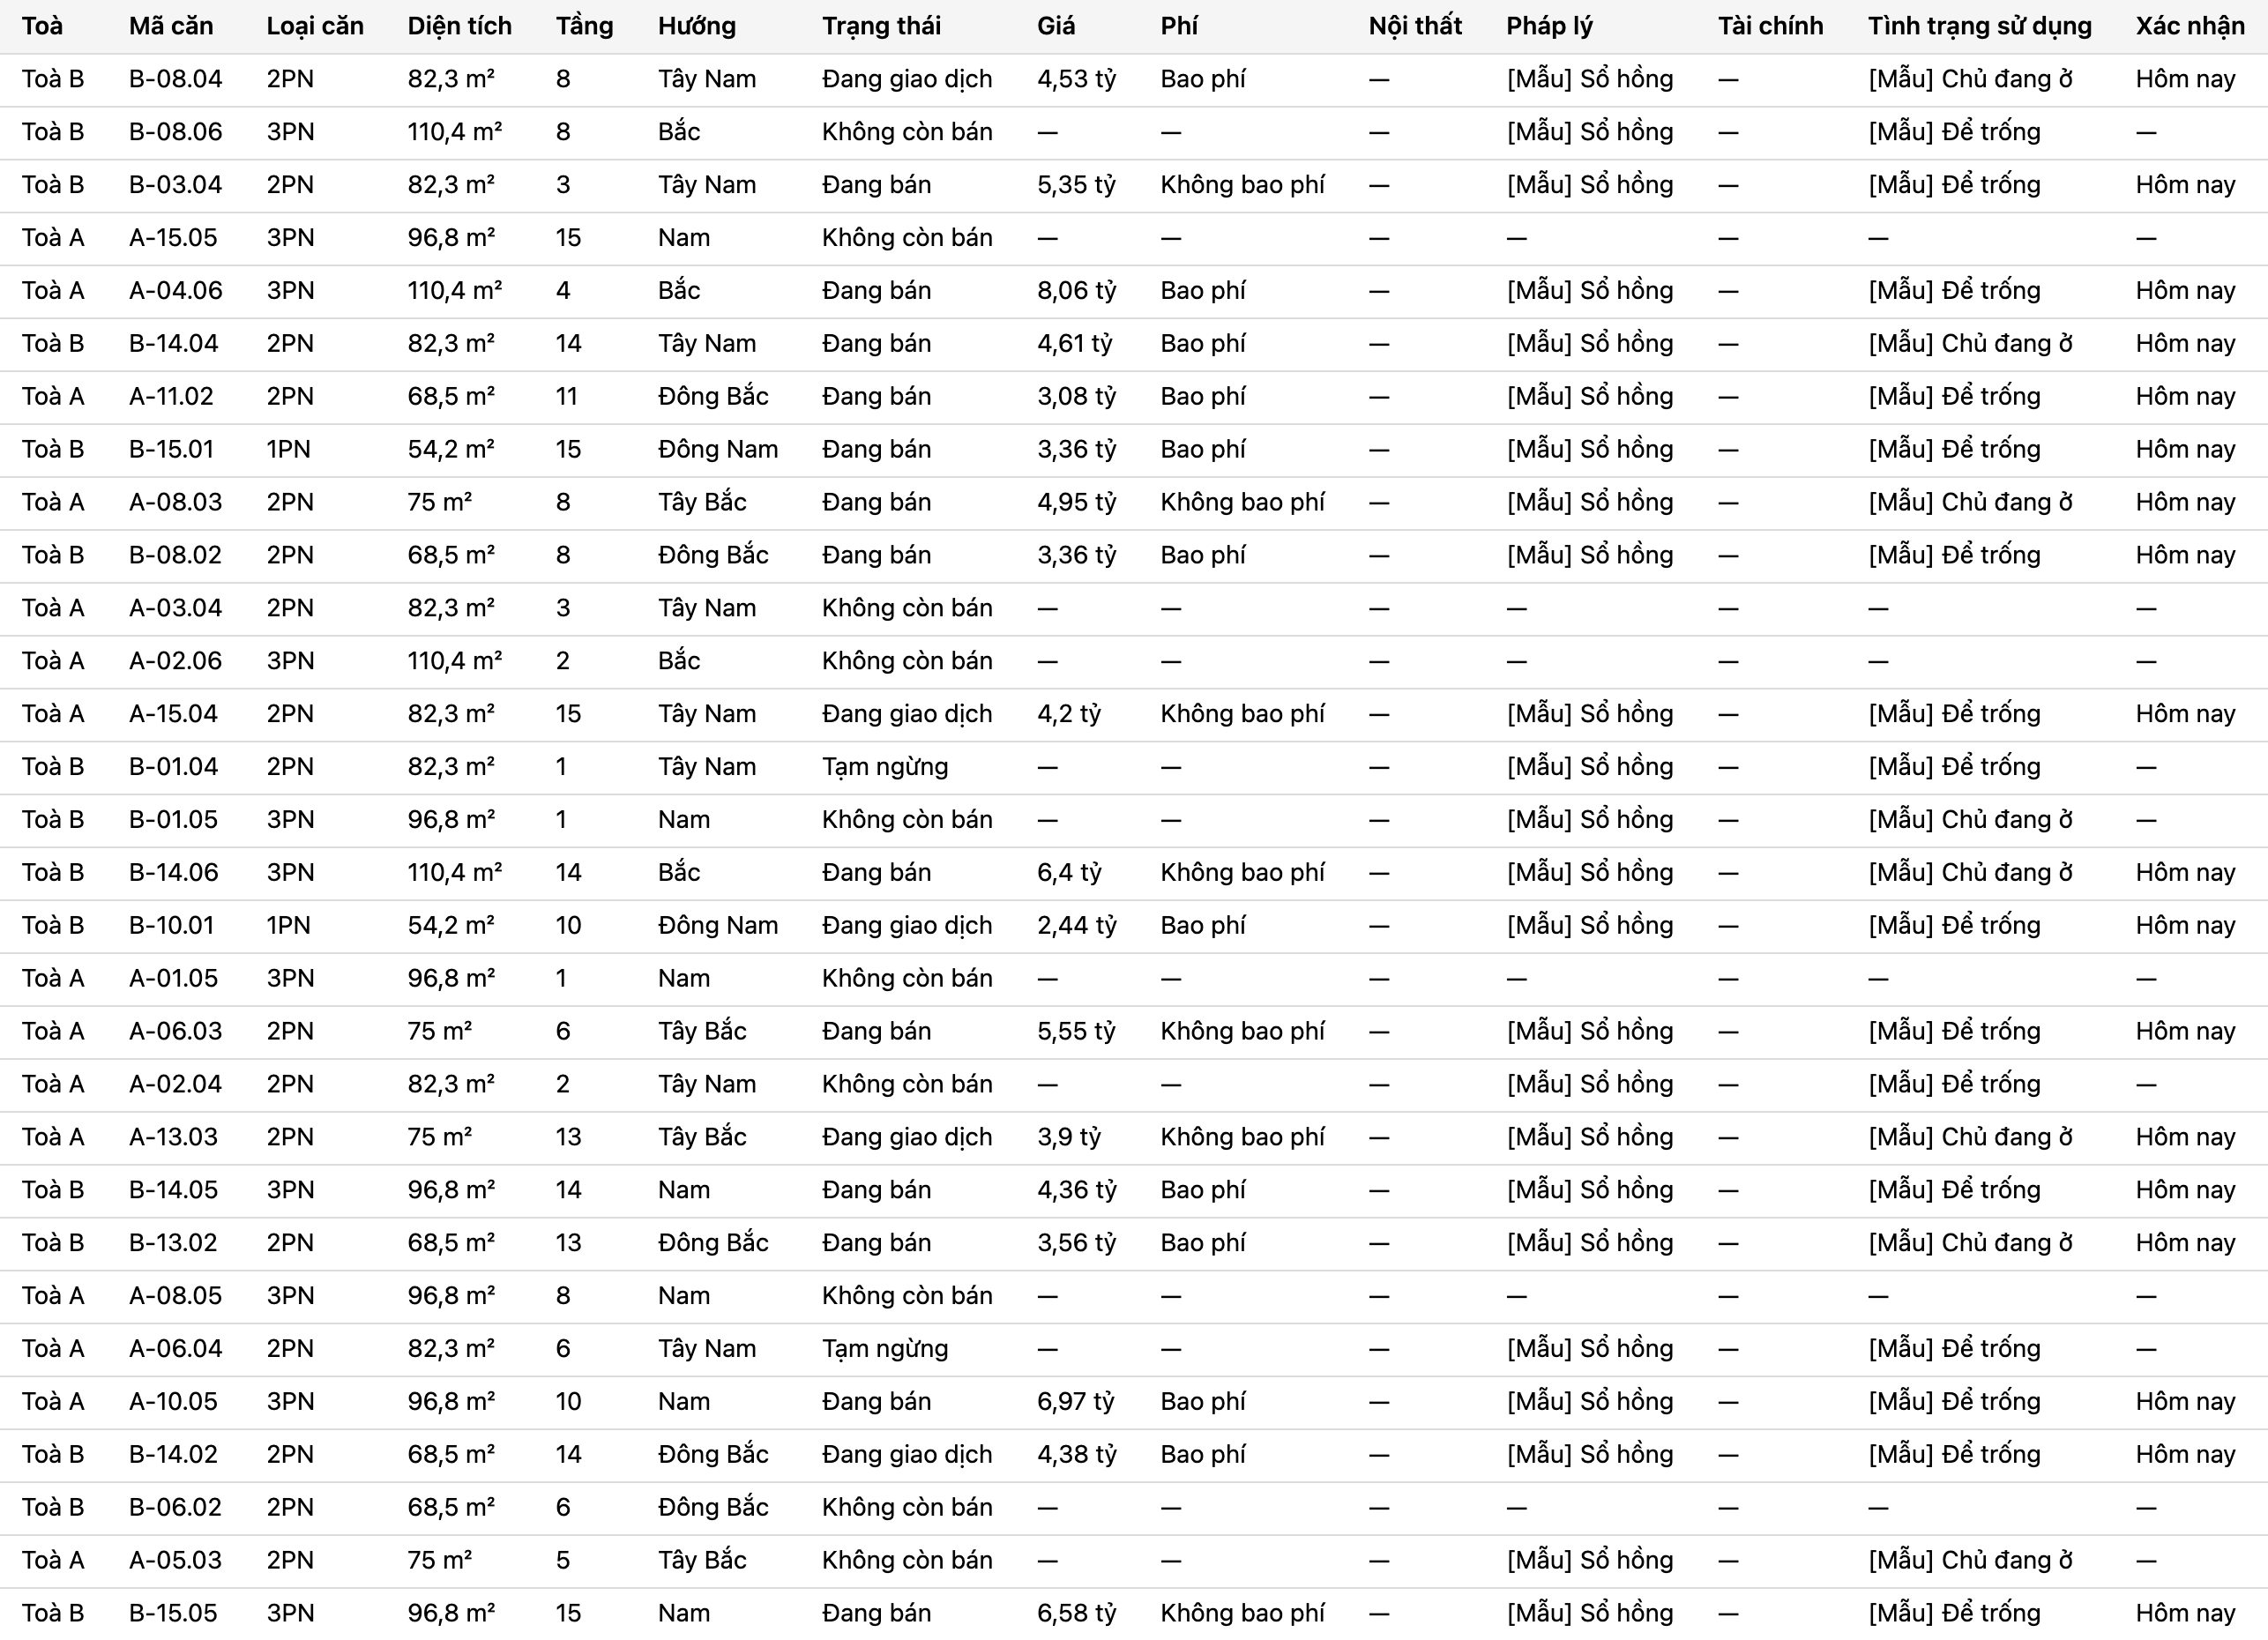 Toà Mã căn Loại căn Diện tích Tầng Hướng Trạng thái Giá Phí Nội thất Pháp lý Tài chính Tình trạng sử dụng Xác nhận
Toà B B-08.04 2PN 82,3 m² 8 Tây Nam Đang giao dịch 4,53 tỷ Bao phí — [Mẫu] Sổ hồng — [Mẫu] Chủ đang ở Hôm nay
Toà B B-08.06 3PN 110,4 m² 8 Bắc Không còn bán — — — [Mẫu] Sổ hồng — [Mẫu] Để trống —
Toà B B-03.04 2PN 82,3 m² 3 Tây Nam Đang bán 5,35 tỷ Không bao phí — [Mẫu] Sổ hồng — [Mẫu] Để trống Hôm nay
Toà A A-15.05 3PN 96,8 m² 15 Nam Không còn bán — — — — — — —
Toà A A-04.06 3PN 110,4 m² 4 Bắc Đang bán 8,06 tỷ Bao phí — [Mẫu] Sổ hồng — [Mẫu] Để trống Hôm nay
Toà B B-14.04 2PN 82,3 m² 14 Tây Nam Đang bán 4,61 tỷ Bao phí — [Mẫu] Sổ hồng — [Mẫu] Chủ đang ở Hôm nay
Toà A A-11.02 2PN 68,5 m² 11 Đông Bắc Đang bán 3,08 tỷ Bao phí — [Mẫu] Sổ hồng — [Mẫu] Để trống Hôm nay
Toà B B-15.01 1PN 54,2 m² 15 Đông Nam Đang bán 3,36 tỷ Bao phí — [Mẫu] Sổ hồng — [Mẫu] Để trống Hôm nay
Toà A A-08.03 2PN 75 m² 8 Tây Bắc Đang bán 4,95 tỷ Không bao phí — [Mẫu] Sổ hồng — [Mẫu] Chủ đang ở Hôm nay
Toà B B-08.02 2PN 68,5 m² 8 Đông Bắc Đang bán 3,36 tỷ Bao phí — [Mẫu] Sổ hồng — [Mẫu] Để trống Hôm nay
Toà A A-03.04 2PN 82,3 m² 3 Tây Nam Không còn bán — — — — — — —
Toà A A-02.06 3PN 110,4 m² 2 Bắc Không còn bán — — — — — — —
Toà A A-15.04 2PN 82,3 m² 15 Tây Nam Đang giao dịch 4,2 tỷ Không bao phí — [Mẫu] Sổ hồng — [Mẫu] Để trống Hôm nay
Toà B B-01.04 2PN 82,3 m² 1 Tây Nam Tạm ngừng — — — [Mẫu] Sổ hồng — [Mẫu] Để trống —
Toà B B-01.05 3PN 96,8 m² 1 Nam Không còn bán — — — [Mẫu] Sổ hồng — [Mẫu] Chủ đang ở —
Toà B B-14.06 3PN 110,4 m² 14 Bắc Đang bán 6,4 tỷ Không bao phí — [Mẫu] Sổ hồng — [Mẫu] Chủ đang ở Hôm nay
Toà B B-10.01 1PN 54,2 m² 10 Đông Nam Đang giao dịch 2,44 tỷ Bao phí — [Mẫu] Sổ hồng — [Mẫu] Để trống Hôm nay
Toà A A-01.05 3PN 96,8 m² 1 Nam Không còn bán — — — — — — —
Toà A A-06.03 2PN 75 m² 6 Tây Bắc Đang bán 5,55 tỷ Không bao phí — [Mẫu] Sổ hồng — [Mẫu] Để trống Hôm nay
Toà A A-02.04 2PN 82,3 m² 2 Tây Nam Không còn bán — — — [Mẫu] Sổ hồng — [Mẫu] Để trống —
Toà A A-13.03 2PN 75 m² 13 Tây Bắc Đang giao dịch 3,9 tỷ Không bao phí — [Mẫu] Sổ hồng — [Mẫu] Chủ đang ở Hôm nay
Toà B B-14.05 3PN 96,8 m² 14 Nam Đang bán 4,36 tỷ Bao phí — [Mẫu] Sổ hồng — [Mẫu] Để trống Hôm nay
Toà B B-13.02 2PN 68,5 m² 13 Đông Bắc Đang bán 3,56 tỷ Bao phí — [Mẫu] Sổ hồng — [Mẫu] Chủ đang ở Hôm nay
Toà A A-08.05 3PN 96,8 m² 8 Nam Không còn bán — — — — — — —
Toà A A-06.04 2PN 82,3 m² 6 Tây Nam Tạm ngừng — — — [Mẫu] Sổ hồng — [Mẫu] Để trống —
Toà A A-10.05 3PN 96,8 m² 10 Nam Đang bán 6,97 tỷ Bao phí — [Mẫu] Sổ hồng — [Mẫu] Để trống Hôm nay
Toà B B-14.02 2PN 68,5 m² 14 Đông Bắc Đang giao dịch 4,38 tỷ Bao phí — [Mẫu] Sổ hồng — [Mẫu] Để trống Hôm nay
Toà B B-06.02 2PN 68,5 m² 6 Đông Bắc Không còn bán — — — — — — —
Toà A A-05.03 2PN 75 m² 5 Tây Bắc Không còn bán — — — [Mẫu] Sổ hồng — [Mẫu] Chủ đang ở —
Toà B B-15.05 3PN 96,8 m² 15 Nam Đang bán 6,58 tỷ Không bao phí — [Mẫu] Sổ hồng — [Mẫu] Để trống Hôm nay